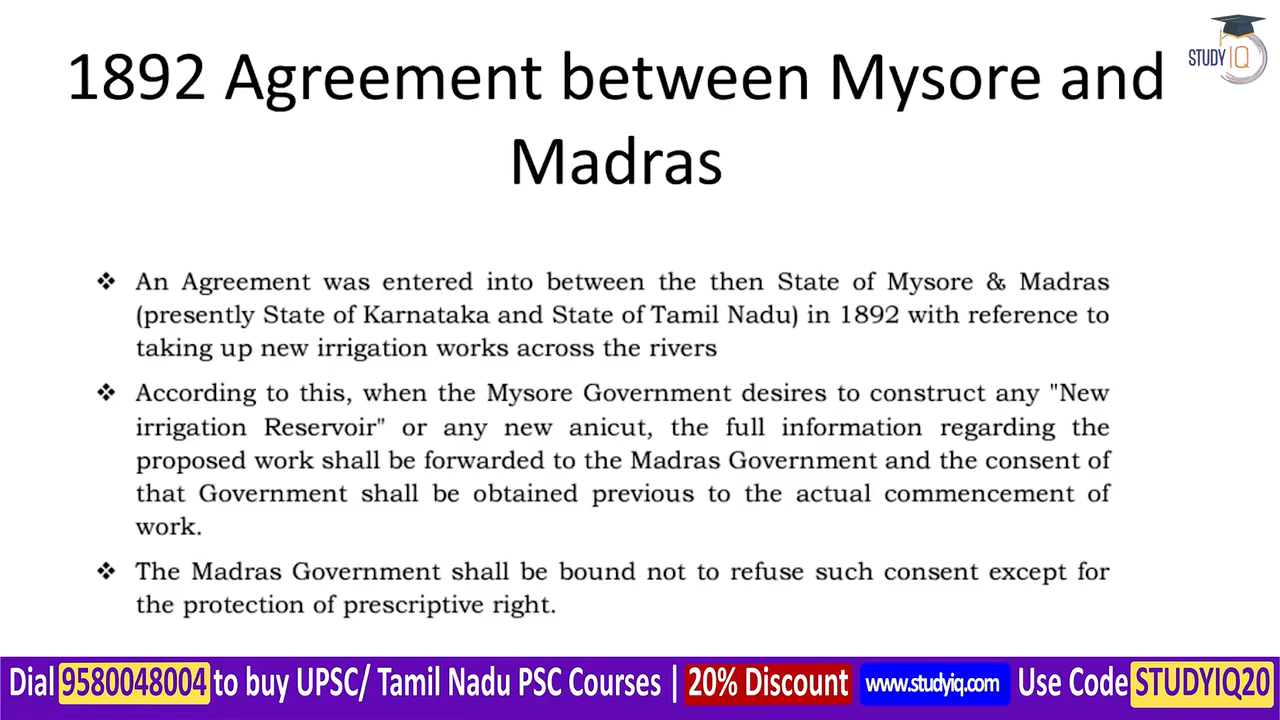 STUDY IQ
1892 Agreement between Mysore and
Madras
❖ An Agreement was entered into between the then State of Mysore & Madras
(presently State of Karnataka and State of Tamil Nadu) in 1892 with reference to
taking up new irrigation works across the rivers
❖ According to this, when the Mysore Government desires to construct any "New
irrigation Reservoir" or any new anicut, the full information regarding the
proposed work shall be forwarded to the Madras Government and the consent of
that Government shall be obtained previous to the actual commencement of
work.
❖ The Madras Government shall be bound not to refuse such consent except for
the protection of prescriptive right.
Dial 9580048004 to buy UPSC/ Tamil Nadu PSC Courses | 20% Discount www.studyiq.com Use Code STUDYIQ20